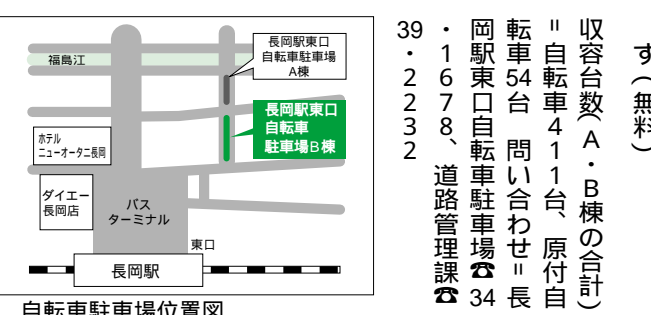 す(無料)
収容台数(A・B棟の合計)
=自転車411台、原付自
転車54台 問い合わせ=長
岡駅東口自転車駐車場☎34
・1678、道路管理課☎
39・2232
福島江
長岡駅東口
自転車駐車場
A棟
長岡駅東口
自転車
駐車場B棟
ホテル
ニューオータニ長岡
ダイエー
長岡店
バス
ターミナル
東口
長岡駅
自転車駐車場位置図